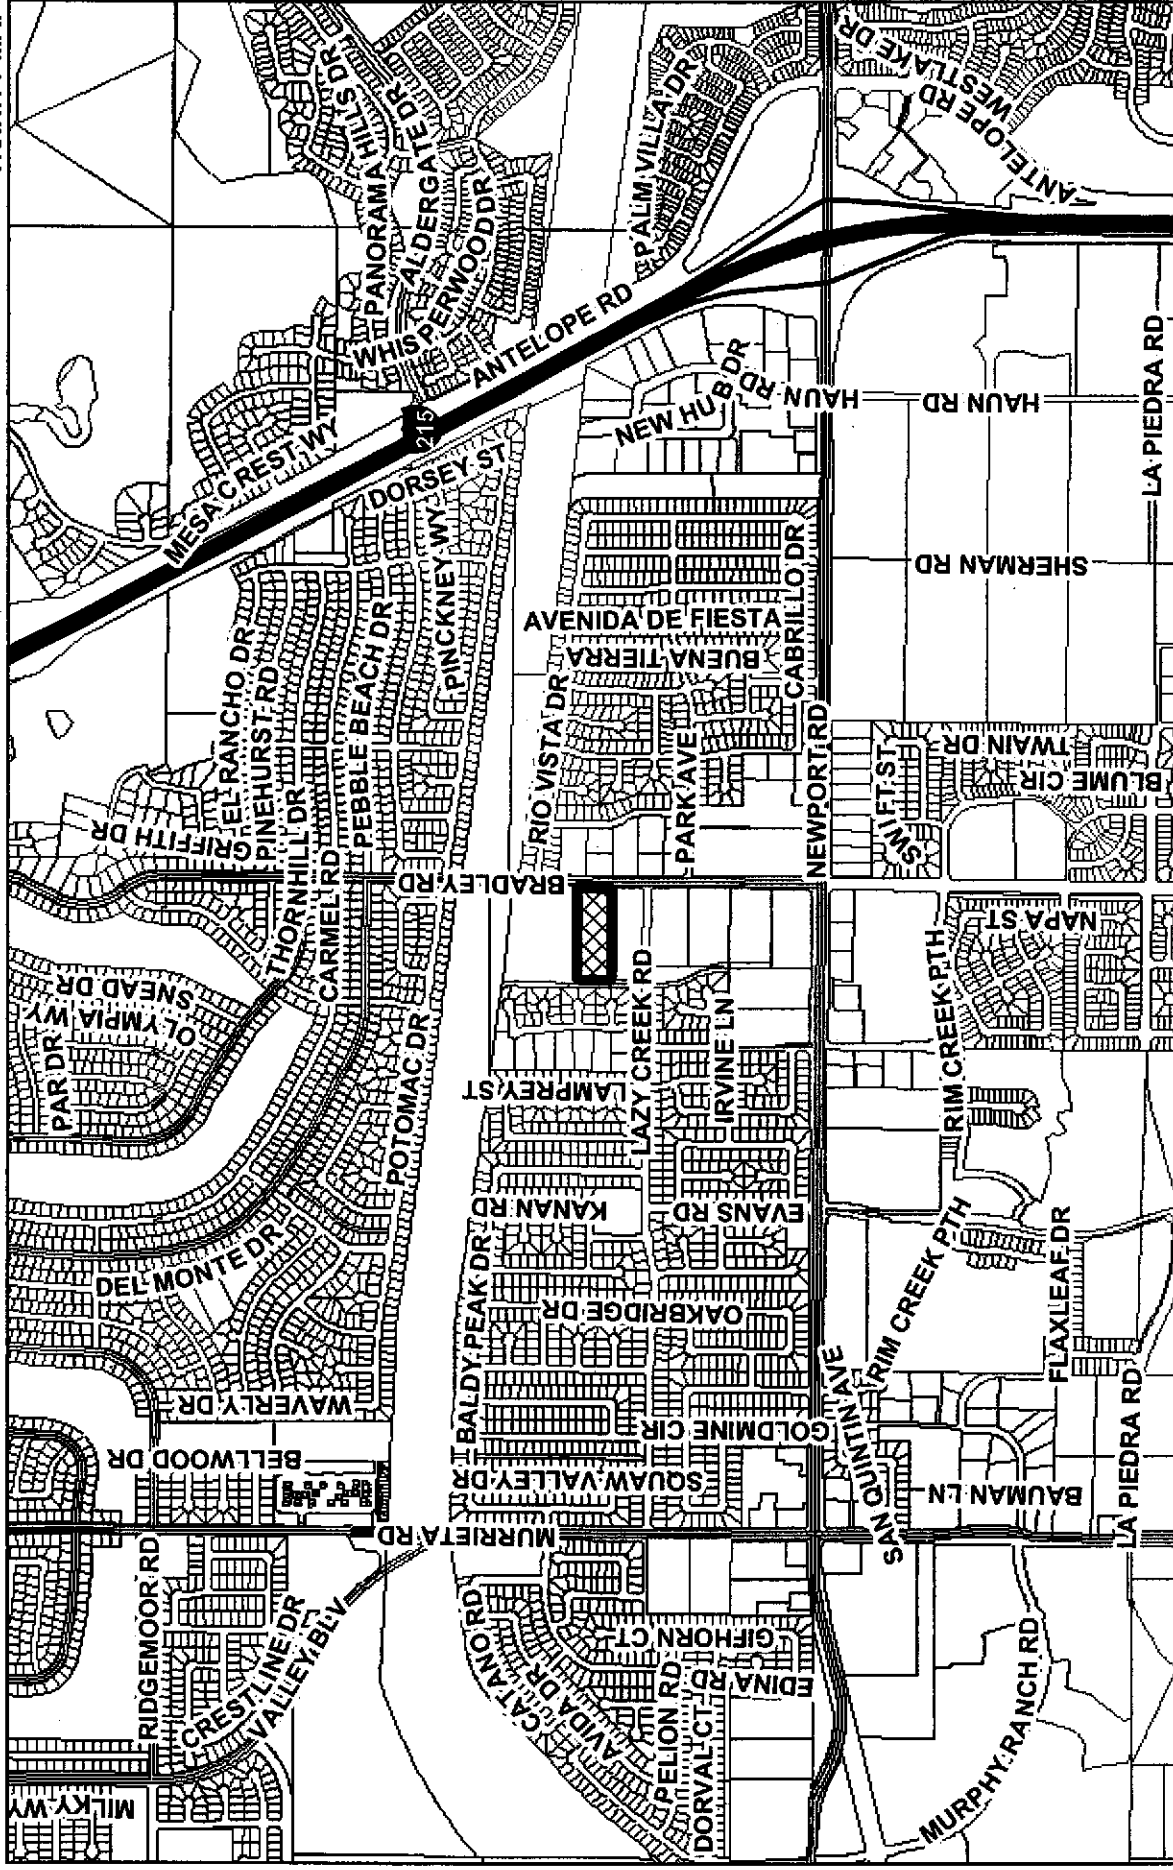 PANORAMA HILLS DR
ALDERGATE DR
WHISPERWOOD DR
PALM VILLA DR
WESTLAKE DR
ANTELOPE RD
ANTELOPE RD
MESA CREST WY
215
DORSEY ST
PINCKNEY WY
NEW HUB DR
HAUN RD
HAUN RD
HAUN RD
LA PIEDRA RD
SHERMAN RD
EL RANCHO DR
PINEHURST RD
GRIFFITH DR
THORNHILL DR
CARMEL RD
PEBBLE BEACH DR
AVENIDA DE FIESTA
BUENA TIERRA
CABRILLO DR
RIO VISTA DR
PARK AVE
NEWPORT RD
SWIFT ST
TWAIN DR
BLUME CIR
BRADLEY RD
BRADLEY RD
SNEAD DR
OLYMPIA WY
PAR DR
POTOMAC DR
LAMPREY ST
LAZY CREEK RD
IRVINE LN
NAPA ST
RIM CREEK PTH
DEL MONTE DR
KANAN RD
EVANS RD
RIM CREEK PTH
FLAXLEAF DR
BALDY PEAK DR
OAKBRIDGE DR
WAVERLY DR
BELLWOOD DR
GOLDMINE CIR
SQUAW VALLEY DR
SAN QUINTIN AVE
BAUMAN LN
LA PIEDRA RD
MURRIETA RD
MURRIETA RD
RIDGEMOOR RD
CRESTLINE DR
VALLEY BLV
MILKY WY
CATANO RD
AVIDA DR
GIFHORN CT
EDINA RD
PELION RD
DORVAL CT
MURPHY RANCH RD